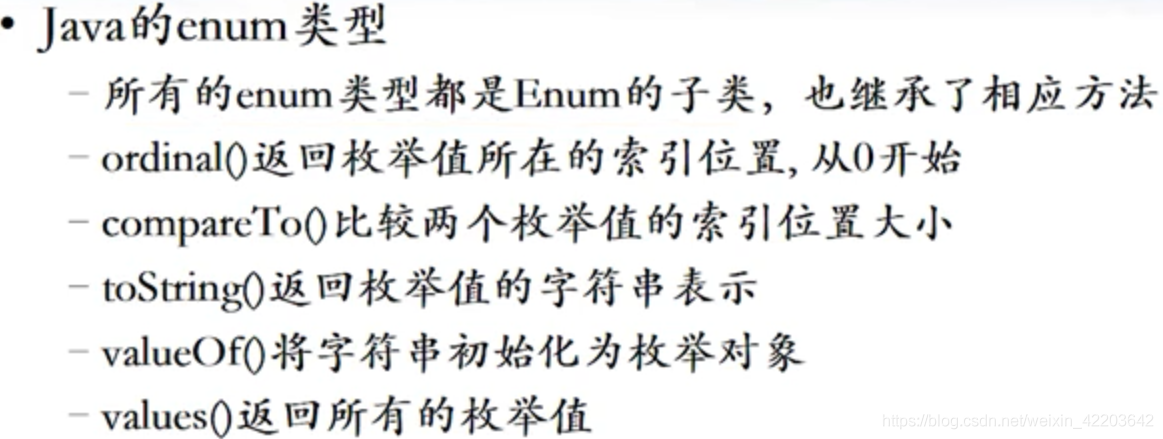 • Java的enum类型
– 所有的enum类型都是Enum的子类，也继承了相应方法
– ordinal()返回枚举值所在的索引位置, 从0开始
– compareTo()比较两个枚举值的索引位置大小
– toString()返回枚举值的字符串表示
– valueOf()将字符串初始化为枚举对象
– values()返回所有的枚举值
https://blog.csdn.net/weixin_42203642